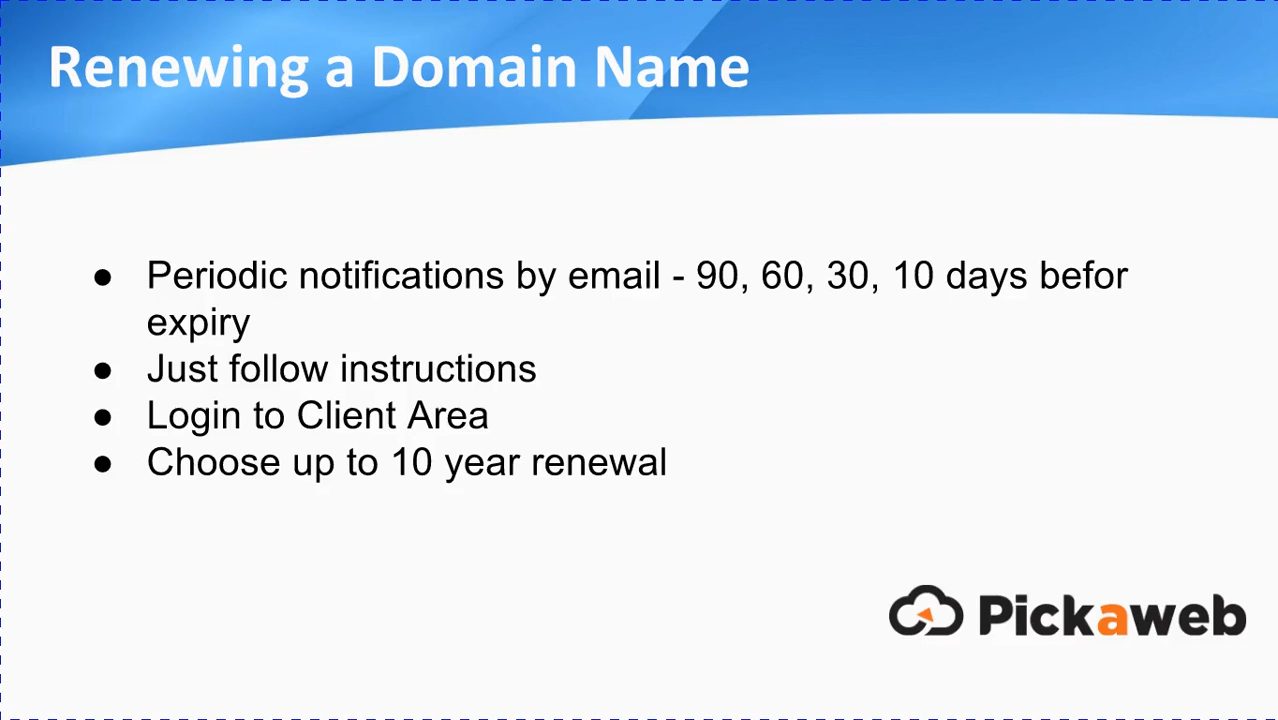 Renewing a Domain Name
● Periodic notifications by email - 90, 60, 30, 10 days befor
expiry
● Just follow instructions
● Login to Client Area
● Choose up to 10 year renewal
Pickaweb